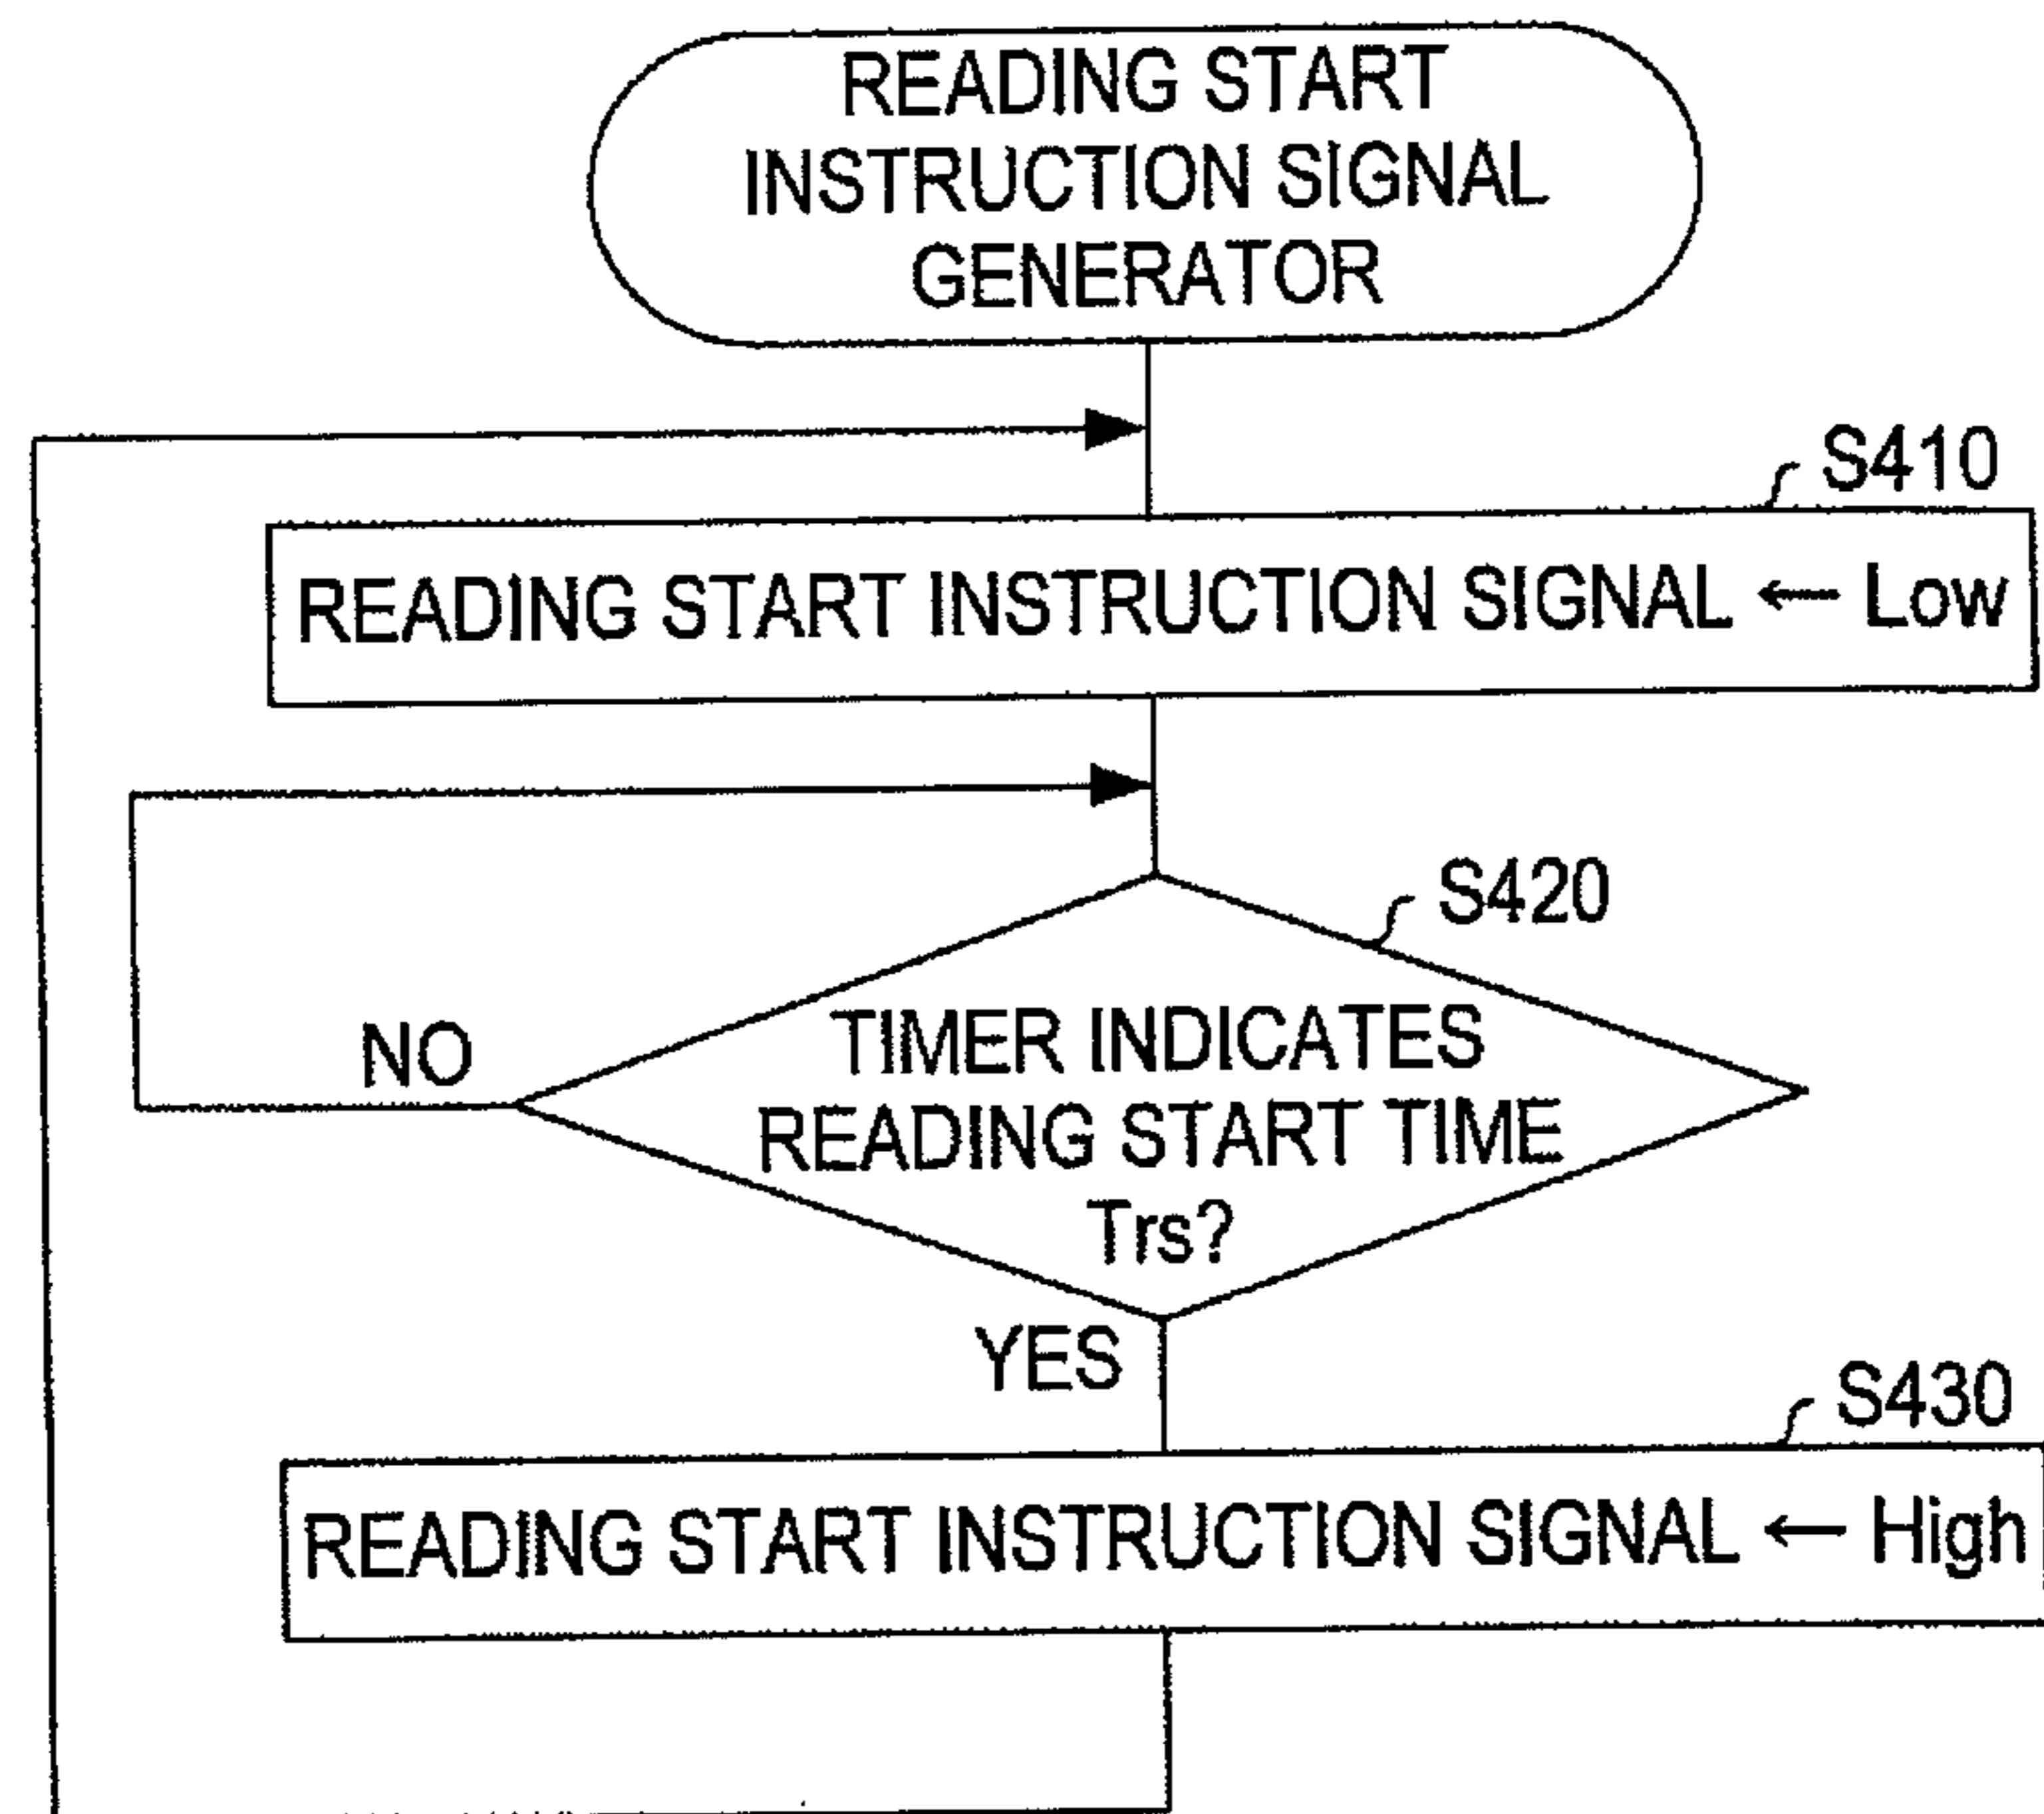 READING START
INSTRUCTION SIGNAL
GENERATOR
S410
READING START INSTRUCTION SIGNAL ← Low
S420
TIMER INDICATES
READING START TIME
Trs?
NO
YES
S430
READING START INSTRUCTION SIGNAL ← High